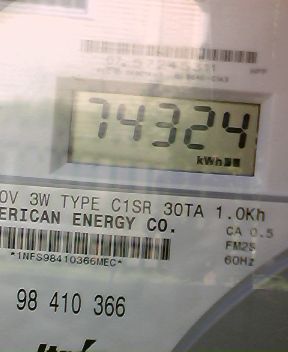 74324
kWh
0V 3W TYPE C1SR 30TA 1.0Kh
ERICAN ENERGY CO.
CA 0.5
FM2S
60Hz
*1NFS98410366MEC*
98 410 366